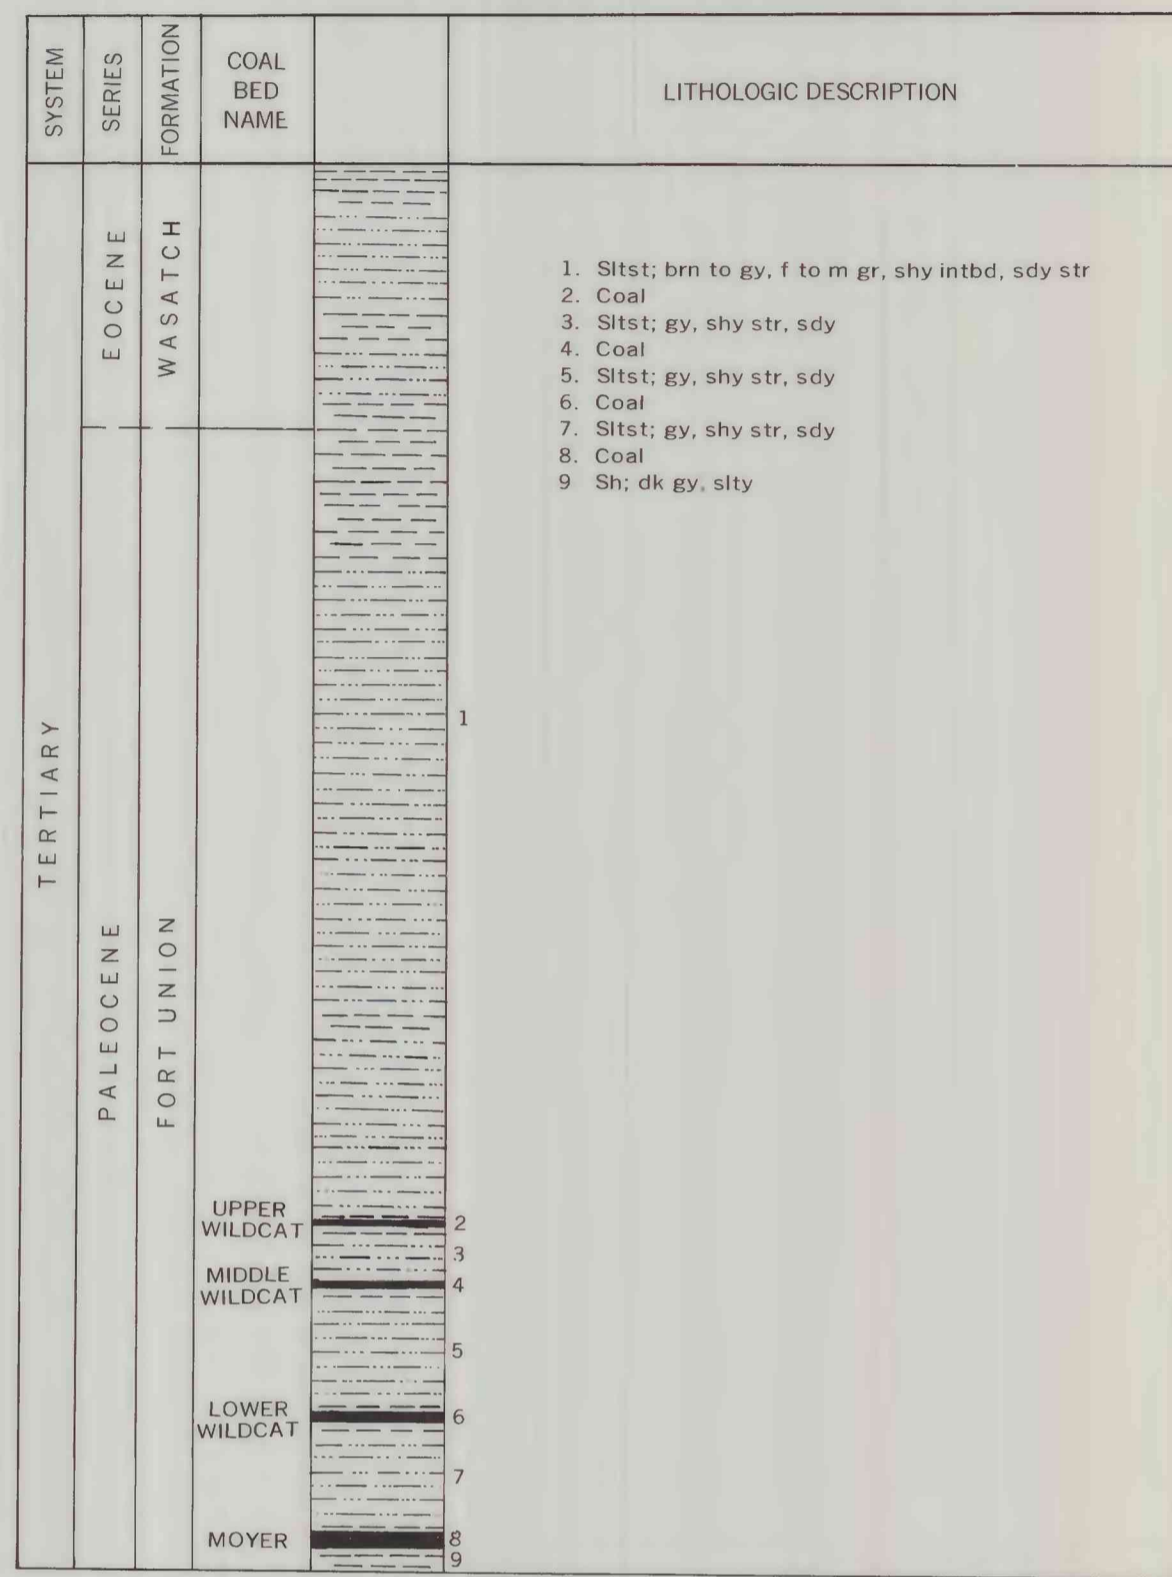 SYSTEM
SERIES
FORMATION
COAL
BED
NAME
LITHOLOGIC DESCRIPTION
TERTIARY
EOCENE
WASATCH
PALEOCENE
FORT UNION
1. Sltst; brn to gy, f to m gr, shy intbd, sdy str
2. Coal
3. Sltst; gy, shy str, sdy
4. Coal
5. Sltst; gy, shy str, sdy
6. Coal
7. Sltst; gy, shy str, sdy
8. Coal
9 Sh; dk gy, slty
1
UPPER
WILDCAT
2
3
MIDDLE
WILDCAT
4
5
LOWER
WILDCAT
6
7
MOYER
8
9